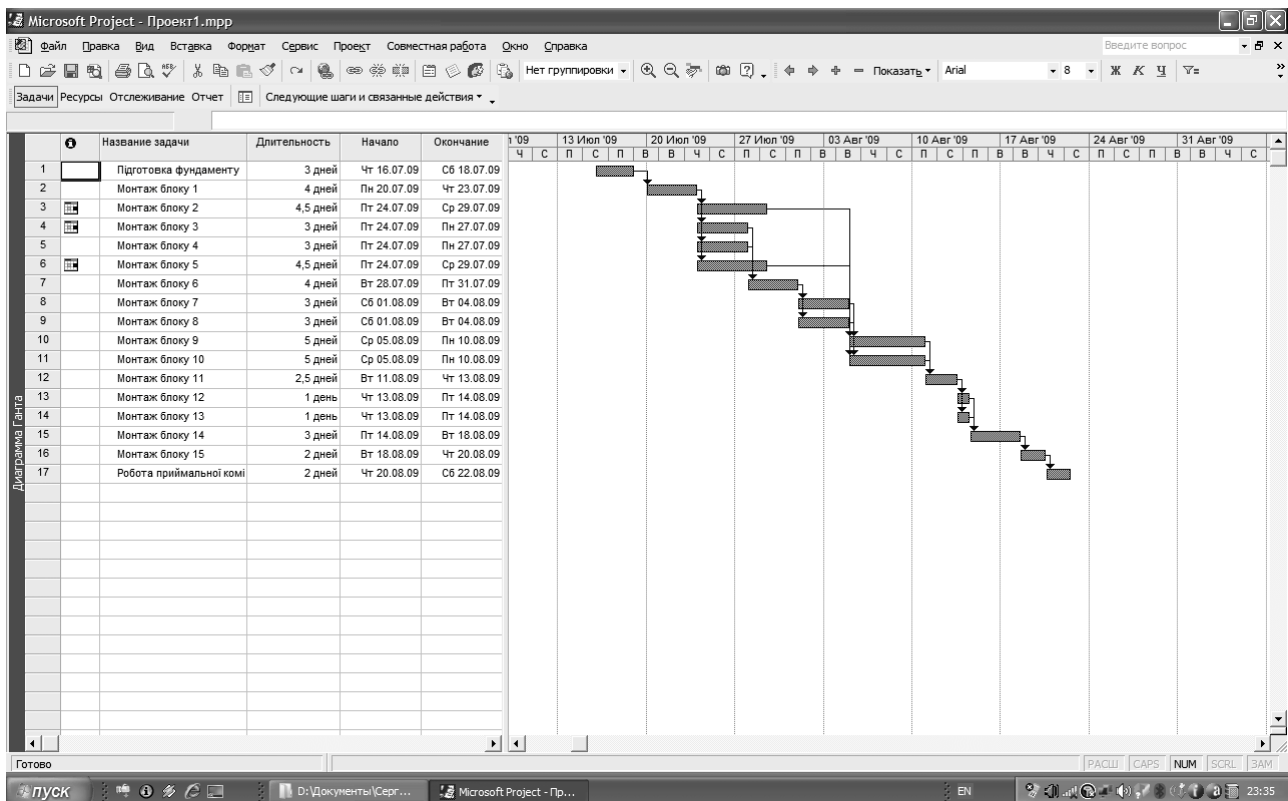 Microsoft Project - Проект1.mpp
Файл Правка Вид Вставка Формат Сервис Проект Совместная работа Окно Справка Введите вопрос
Нет группировки Показать Arial 8 Ж К Ч
Задачи Ресурсы Отслеживание Отчет Следующие шаги и связанные действия
Название задачи Длительность Начало Окончание '09 13 Июл '09 20 Июл '09 27 Июл '09 03 Авг '09 10 Авг '09 17 Авг '09 24 Авг '09 31 Авг '09
Ч С П С П В В Ч С П С П В В Ч С П С П В В Ч С П С П В В Ч С
1 Підготовка фундаменту 3 дней Чт 16.07.09 Сб 18.07.09
2 Монтаж блоку 1 4 дней Пн 20.07.09 Чт 23.07.09
3 Монтаж блоку 2 4,5 дней Пт 24.07.09 Ср 29.07.09
4 Монтаж блоку 3 3 дней Пт 24.07.09 Пн 27.07.09
5 Монтаж блоку 4 3 дней Пт 24.07.09 Пн 27.07.09
6 Монтаж блоку 5 4,5 дней Пт 24.07.09 Ср 29.07.09
7 Монтаж блоку 6 4 дней Вт 28.07.09 Пт 31.07.09
8 Монтаж блоку 7 3 дней Сб 01.08.09 Вт 04.08.09
9 Монтаж блоку 8 3 дней Сб 01.08.09 Вт 04.08.09
10 Монтаж блоку 9 5 дней Ср 05.08.09 Пн 10.08.09
11 Монтаж блоку 10 5 дней Ср 05.08.09 Пн 10.08.09
12 Монтаж блоку 11 2,5 дней Вт 11.08.09 Чт 13.08.09
13 Монтаж блоку 12 1 день Чт 13.08.09 Пт 14.08.09
14 Монтаж блоку 13 1 день Чт 13.08.09 Пт 14.08.09
15 Монтаж блоку 14 3 дней Пт 14.08.09 Вт 18.08.09
16 Монтаж блоку 15 2 дней Вт 18.08.09 Чт 20.08.09
17 Робота приймальної комі 2 дней Чт 20.08.09 Сб 22.08.09
Диаграмма Ганта
Готово РАСШ CAPS NUM SCRL ЗАМ
пуск D:\Документы\Серг... Microsoft Project - Пр... EN 23:35